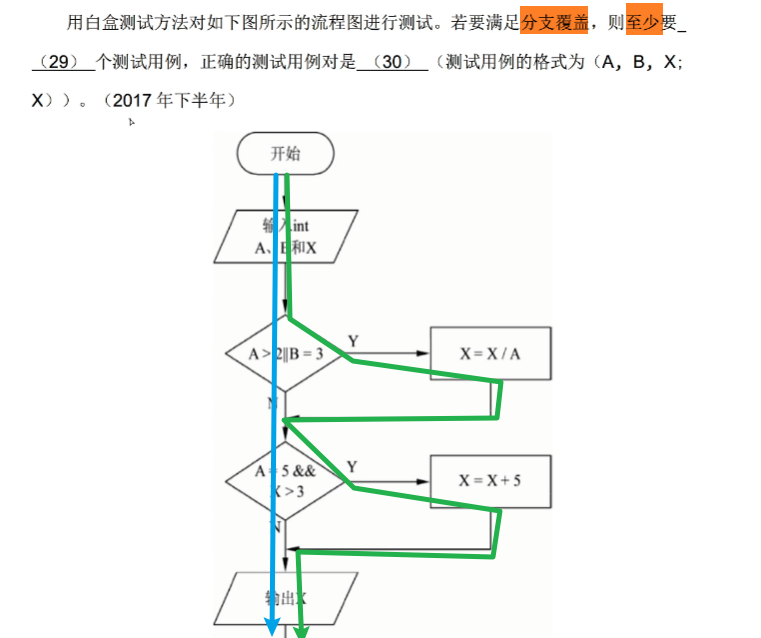 用白盒测试方法对如下图所示的流程图进行测试。若要满足分支覆盖，则至少要_
（29） 个测试用例，正确的测试用例对是_（30）_（测试用例的格式为（A，B，X；
X））。（2017 年下半年）
开始
输入int
A、B和X
A>2||B=3
Y
X=X/A
N
A=5&&
X>3
Y
X=X+5
N
输出X